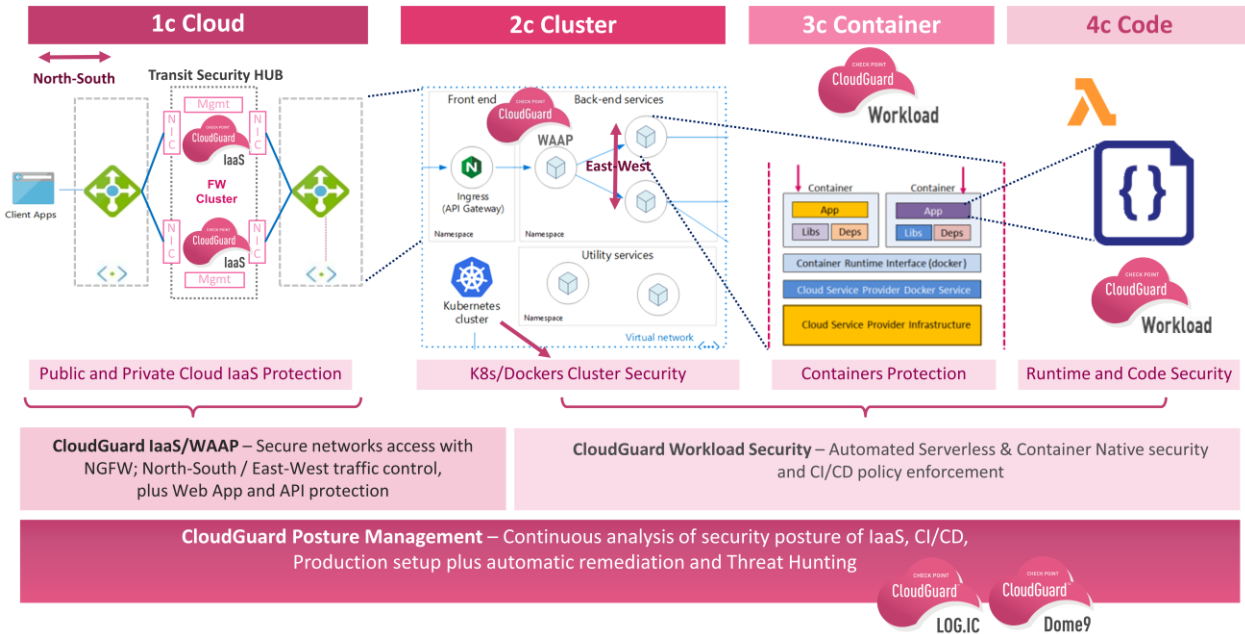 1c Cloud
2c Cluster
3c Container
4c Code
North-South
Transit Security HUB
Mgmt
NIC
NIC
CHECK POINT
CloudGuard
IaaS
FW
Cluster
Client Apps
NIC
NIC
CHECK POINT
CloudGuard
IaaS
Mgmt
Front end
Back-end services
CHECK POINT
CloudGuard
WAAP
East-West
Ingress
(API Gateway)
Namespace
Namespace
Utility services
Kubernetes
cluster
Namespace
Virtual network
CHECK POINT
CloudGuard
Workload
Container
Container
App
App
Libs
Deps
Libs
Deps
Container Runtime Interface (docker)
Cloud Service Provider Docker Service
Cloud Service Provider Infrastructure
{}
CHECK POINT
CloudGuard
Workload
Public and Private Cloud IaaS Protection
K8s/Dockers Cluster Security
Containers Protection
Runtime and Code Security
CloudGuard IaaS/WAAP – Secure networks access with
NGFW; North-South / East-West traffic control,
plus Web App and API protection
CloudGuard Workload Security – Automated Serverless & Container Native security
and CI/CD policy enforcement
CloudGuard Posture Management – Continuous analysis of security posture of IaaS, CI/CD,
Production setup plus automatic remediation and Threat Hunting
CHECK POINT
CloudGuard
LOG.IC
CHECK POINT
CloudGuard
Dome9